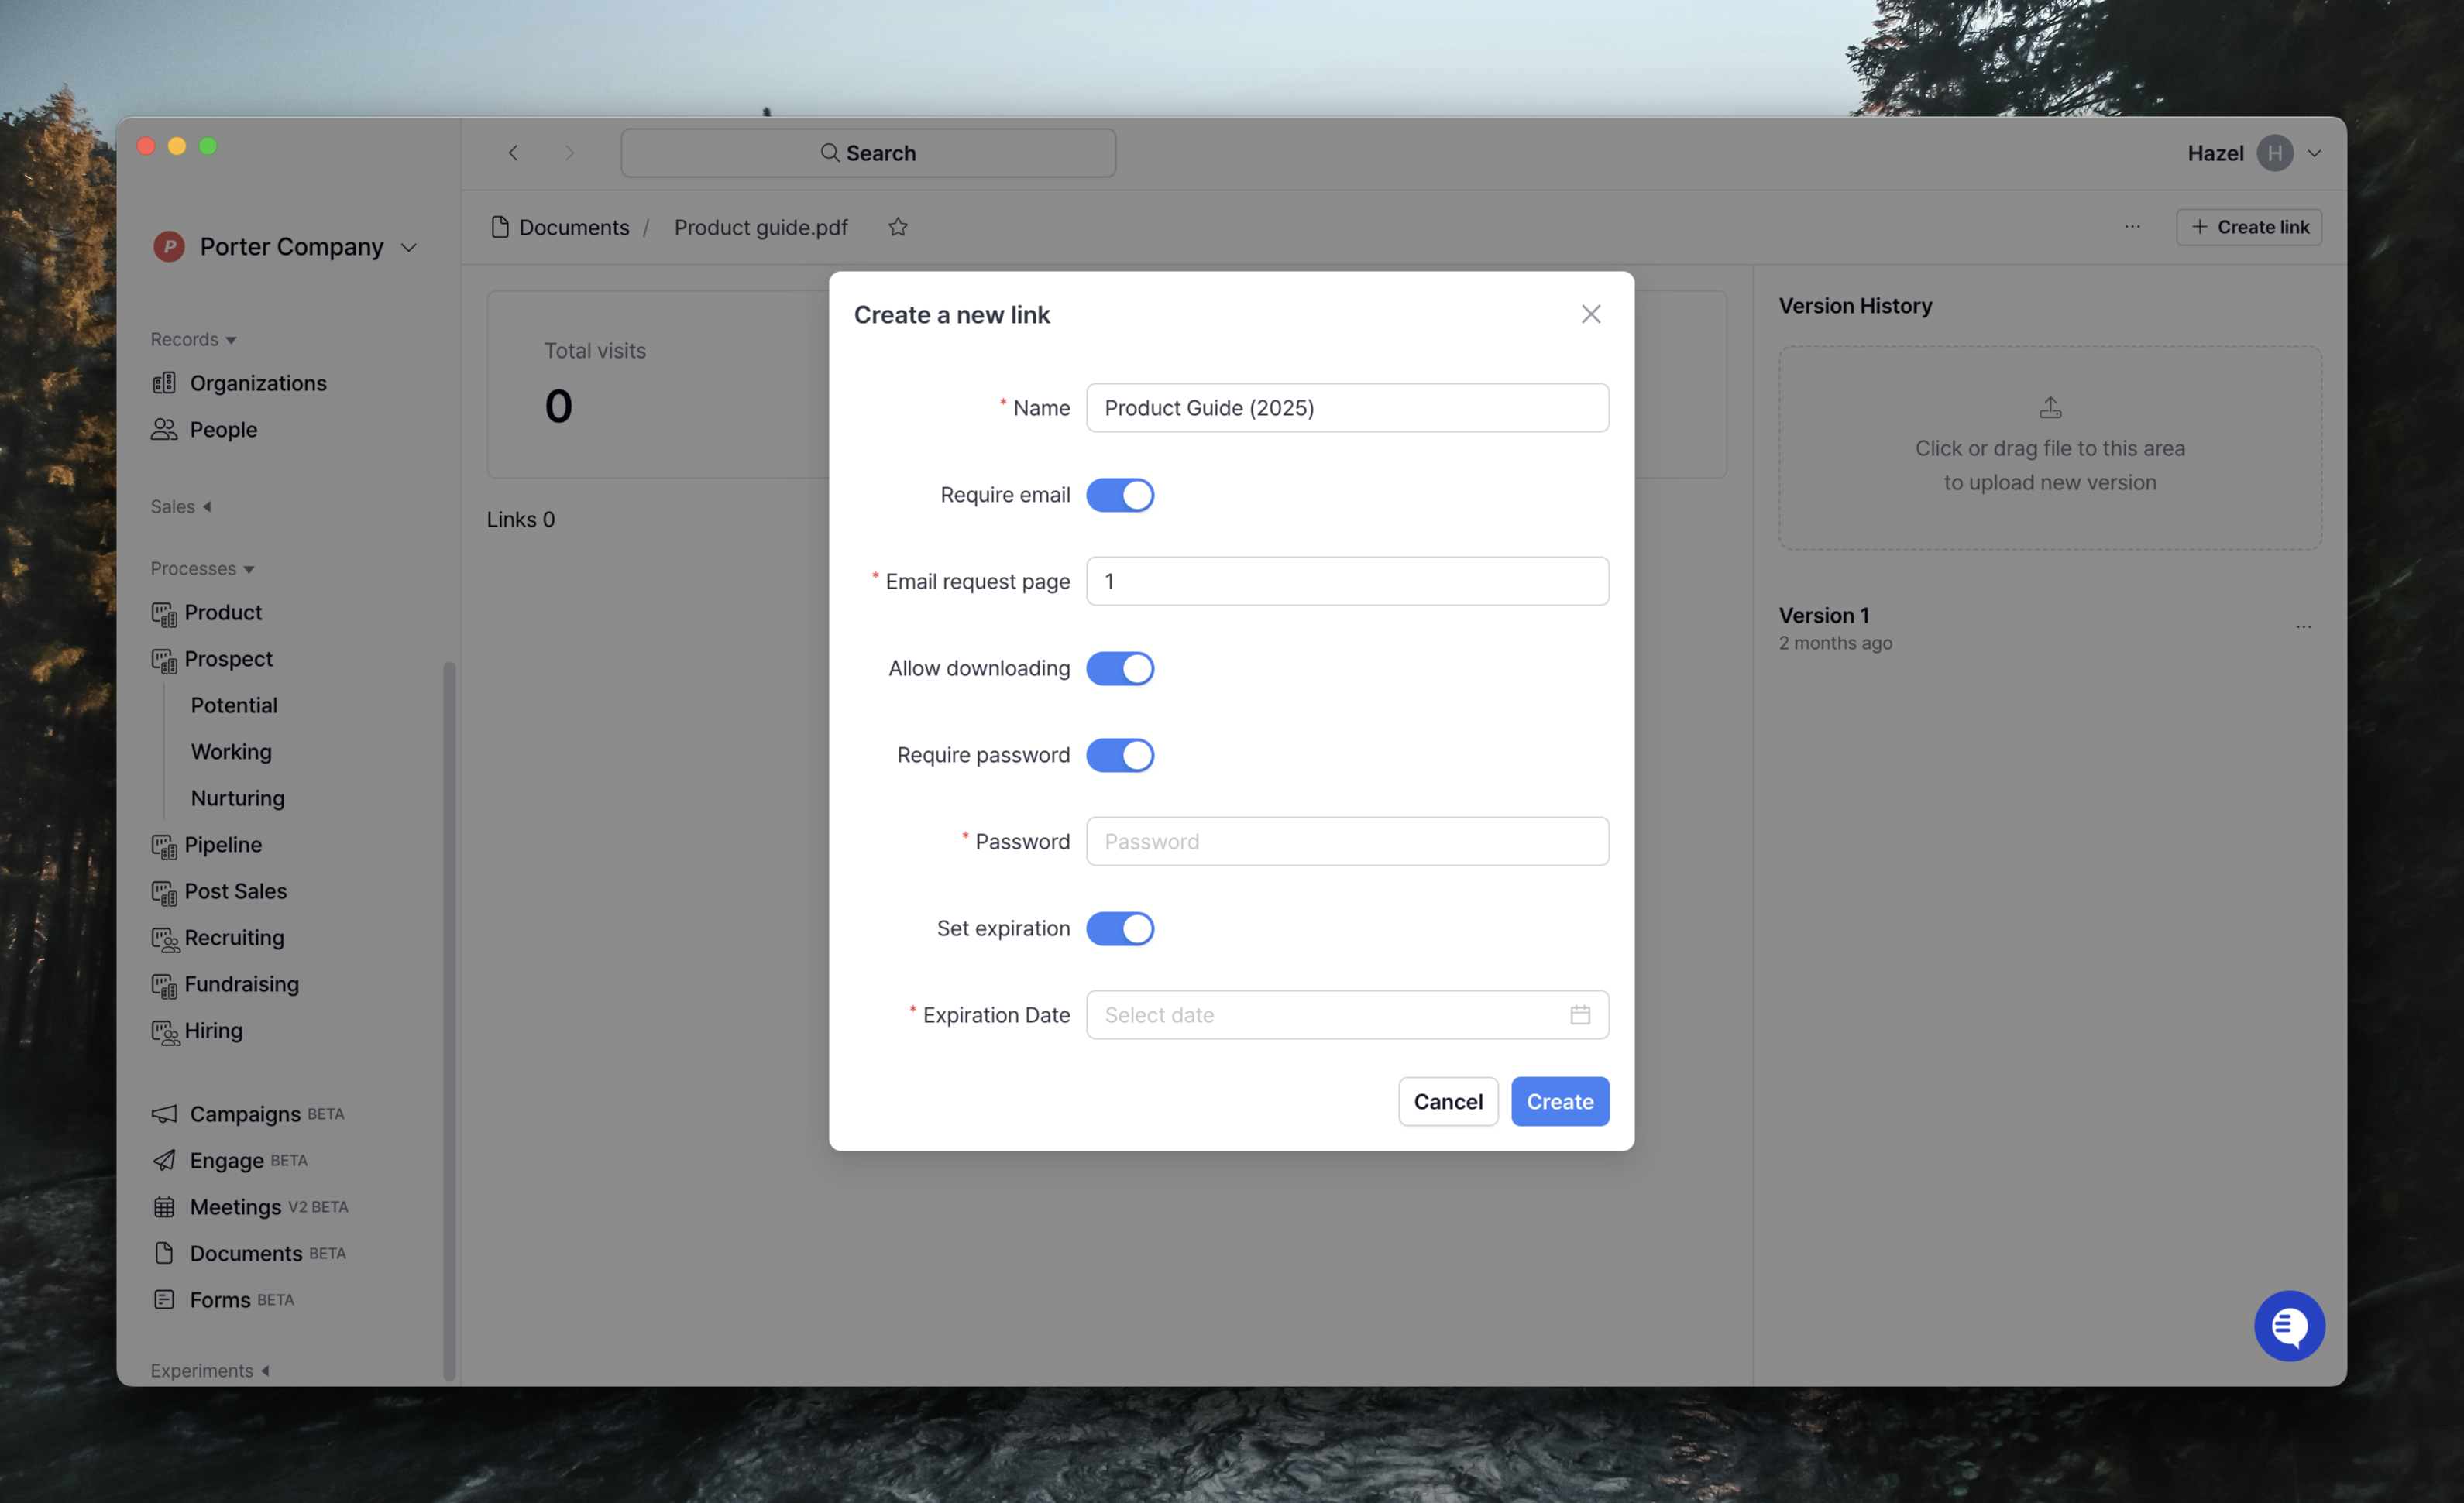 Search
Hazel H
P Porter Company
Documents / Product guide.pdf
... + Create link
Records
Organizations
People
Sales
Processes
Product
Prospect
Potential
Working
Nurturing
Pipeline
Post Sales
Recruiting
Fundraising
Hiring
Campaigns BETA
Engage BETA
Meetings V2 BETA
Documents BETA
Forms BETA
Experiments
Total visits
0
Links 0
Create a new link
* Name Product Guide (2025)
Require email
* Email request page 1
Allow downloading
Require password
* Password Password
Set expiration
* Expiration Date Select date
Cancel Create
Version History
Click or drag file to this area
to upload new version
Version 1 ...
2 months ago